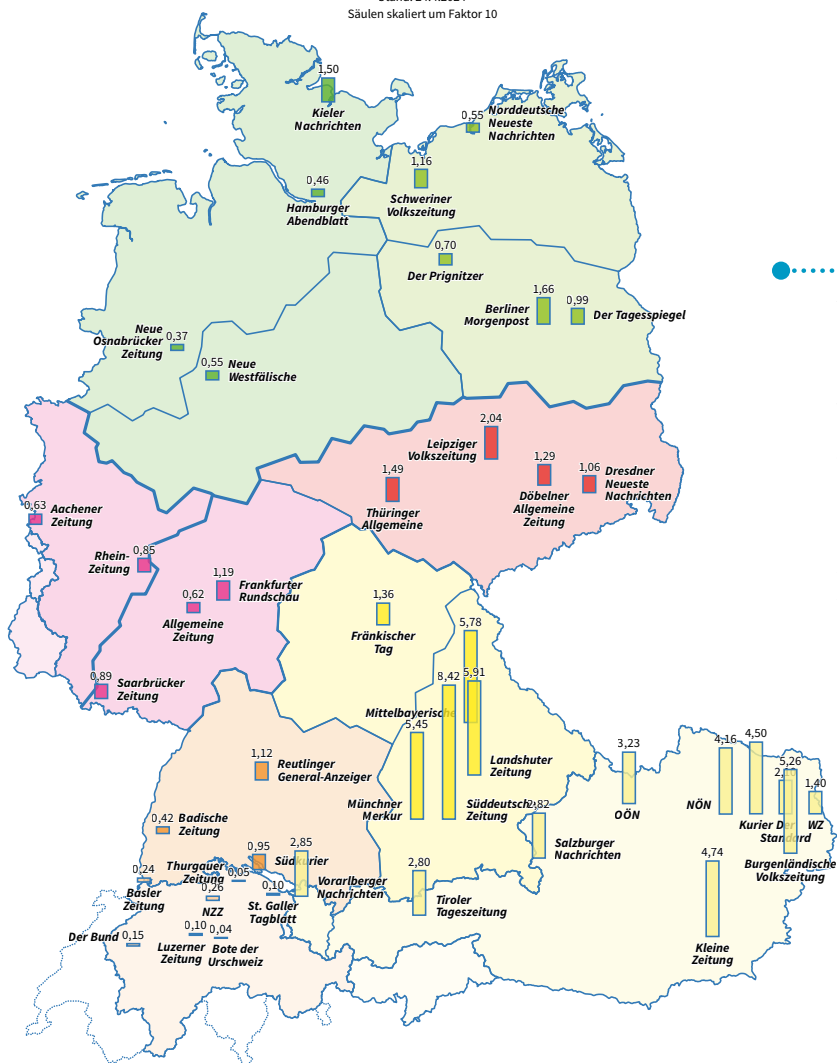 Säulen skaliert um Faktor 10
1,50
Kieler
Nachrichten
0,55
Norddeutsche
Neueste
Nachrichten
1,16
Schweriner
Volkszeitung
0,46
Hamburger
Abendblatt
0,70
Der Prignitzer
1,66
Berliner
Morgenpost
0,99
Der Tagesspiegel
Neue
Osnabrücker
Zeitung
0,37
0,55
Neue
Westfälische
2,04
Leipziger
Volkszeitung
1,49
Thüringer
Allgemeine
1,29
Döbelner
Allgemeine
Zeitung
1,06
Dresdner
Neueste
Nachrichten
0,63
Aachener
Zeitung
Rhein-
Zeitung
0,85
1,19
Frankfurter
Rundschau
0,62
Allgemeine
Zeitung
1,36
Fränkischer
Tag
0,89
Saarbrücker
Zeitung
5,78
8,42
5,91
Mittelbayerische
5,45
Landshuter
Zeitung
Münchner
Merkur
Süddeutsche
Zeitung
1,12
Reutlinger
General-Anzeiger
0,42
Badische
Zeitung
0,95
Südkurier
2,85
Vorarlberger
Nachrichten
Thurgauer
Zeitung
0,05
0,24
Basler
Zeitung
0,26
NZZ
0,10
St. Galler
Tagblatt
Der Bund
0,15
0,10
Luzerner
Zeitung
0,04
Bote der
Urschweiz
2,80
Tiroler
Tageszeitung
2,82
Salzburger
Nachrichten
3,23
OÖN
4,16
NÖN
4,50
Kurier
5,26
Der
Standard
1,40
WZ
Burgenländische
Volkszeitung
4,74
Kleine
Zeitung